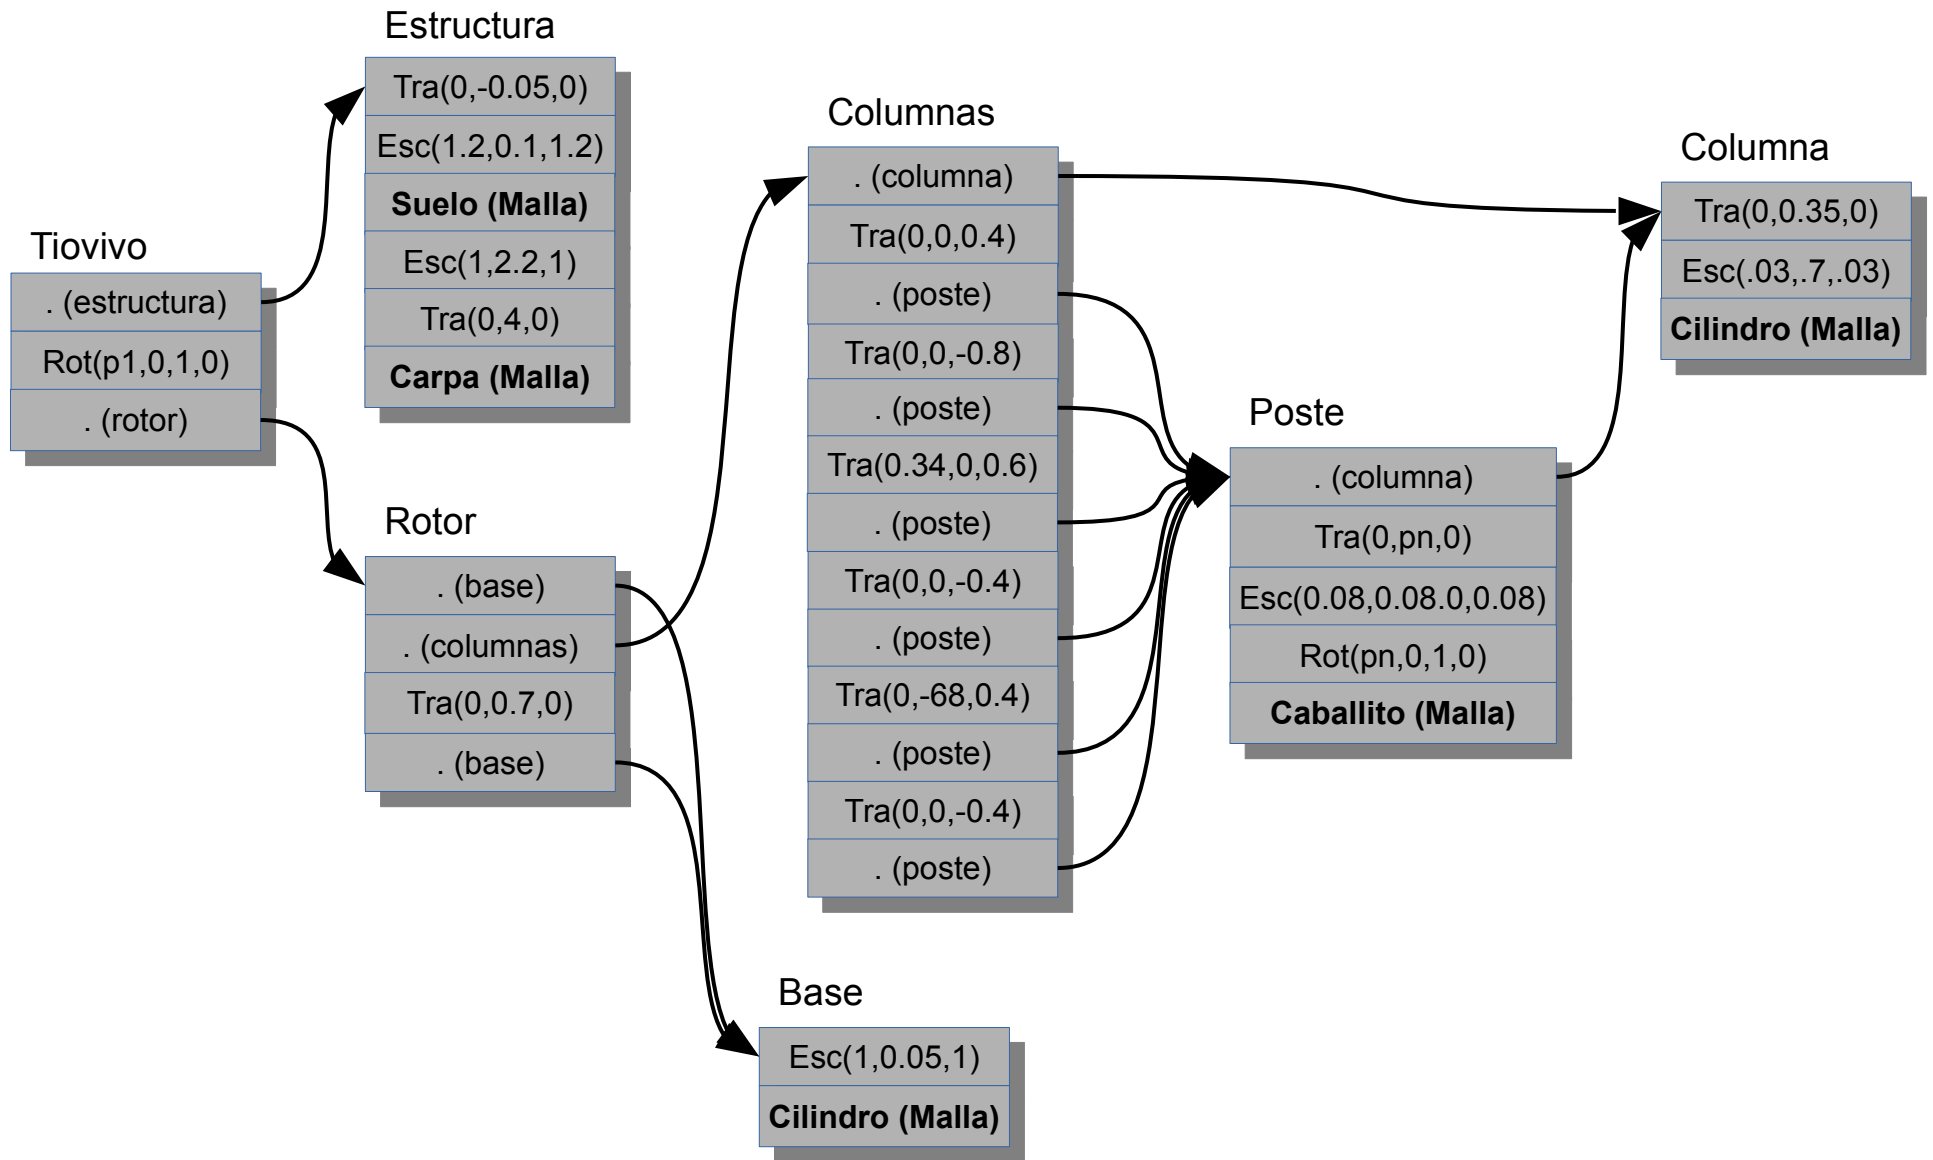 Tiovivo
. (estructura)
Rot(p1,0,1,0)
. (rotor)
Estructura
Tra(0,-0.05,0)
Esc(1.2,0.1,1.2)
Suelo (Malla)
Esc(1,2.2,1)
Tra(0,4,0)
Carpa (Malla)
Rotor
. (base)
. (columnas)
Tra(0,0.7,0)
. (base)
Columnas
. (columna)
Tra(0,0,0.4)
. (poste)
Tra(0,0,-0.8)
. (poste)
Tra(0.34,0,0.6)
. (poste)
Tra(0,0,-0.4)
. (poste)
Tra(0,-68,0.4)
. (poste)
Tra(0,0,-0.4)
. (poste)
Base
Esc(1,0.05,1)
Cilindro (Malla)
Poste
. (columna)
Tra(0,pn,0)
Esc(0.08,0.08.0,0.08)
Rot(pn,0,1,0)
Caballito (Malla)
Columna
Tra(0,0.35,0)
Esc(.03,.7,.03)
Cilindro (Malla)